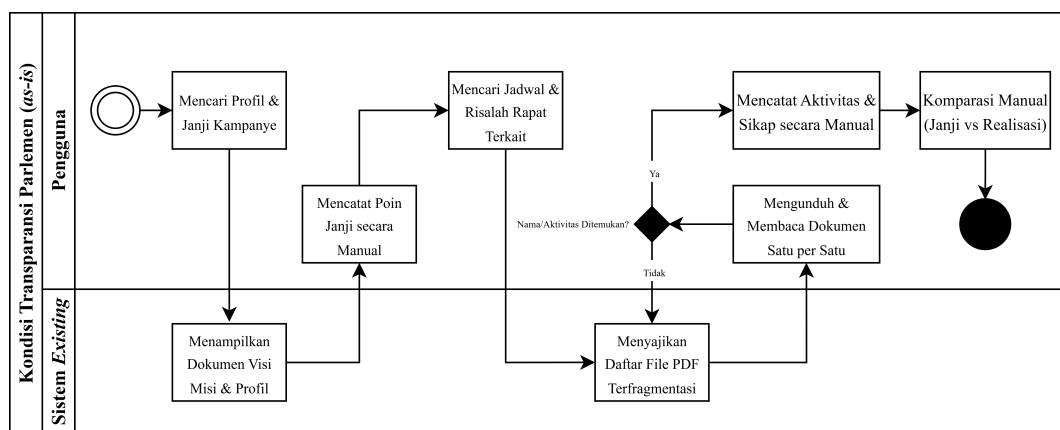 Kondisi Transparansi Parlemen (as-is)
Pengguna
Mencari Profil &
Janji Kampanye
Mencatat Poin
Janji secara
Manual
Mencari Jadwal &
Risalah Rapat
Terkait
Ya
Nama/Aktivitas Ditemukan?
Tidak
Mencatat Aktivitas &
Sikap secara Manual
Komparasi Manual
(Janji vs Realisasi)
Mengunduh &
Membaca Dokumen
Satu per Satu
Sistem Existing
Menampilkan
Dokumen Visi
Misi & Profil
Menyajikan
Daftar File PDF
Terfragmentasi